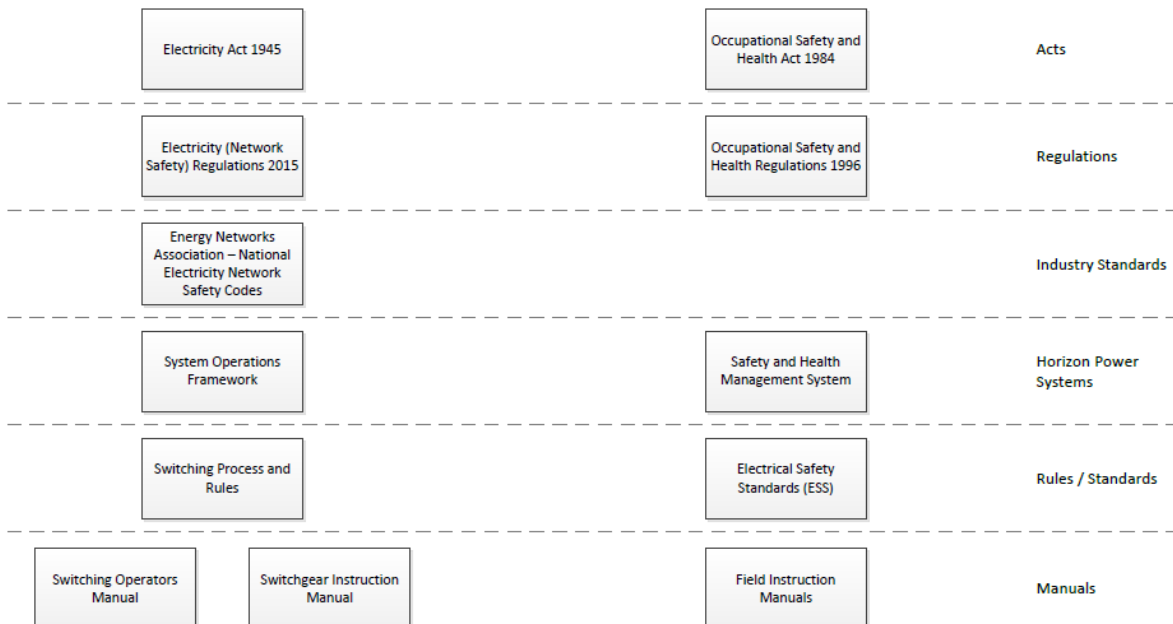 Electricity Act 1945
Occupational Safety and
Health Act 1984
Acts
Electricity (Network
Safety) Regulations 2015
Occupational Safety and
Health Regulations 1996
Regulations
Energy Networks
Association – National
Electricity Network
Safety Codes
Industry Standards
System Operations
Framework
Safety and Health
Management System
Horizon Power
Systems
Switching Process and
Rules
Electrical Safety
Standards (ESS)
Rules / Standards
Switching Operators
Manual
Switchgear Instruction
Manual
Field Instruction
Manuals
Manuals